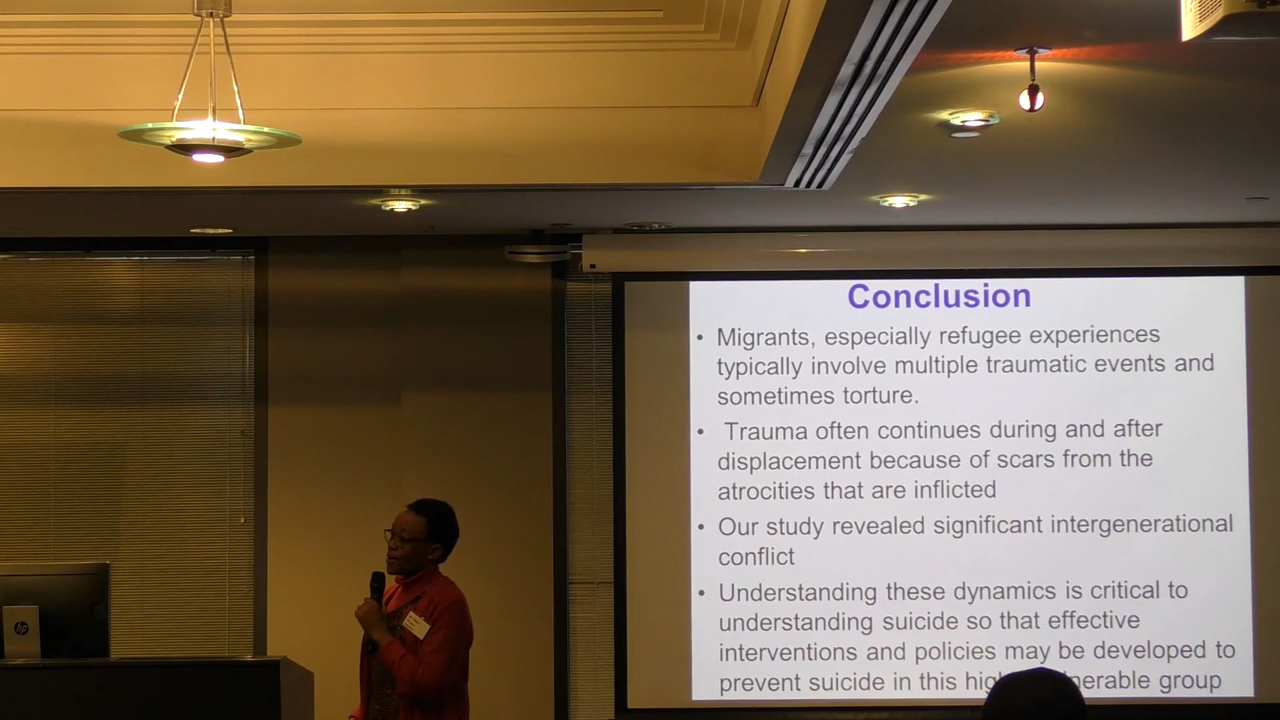 Conclusion
• Migrants, especially refugee experiences
typically involve multiple traumatic events and
sometimes torture.
• Trauma often continues during and after
displacement because of scars from the
atrocities that are inflicted
• Our study revealed significant intergenerational
conflict
• Understanding these dynamics is critical to
understanding suicide so that effective
interventions and policies may be developed to
prevent suicide in this group
hp